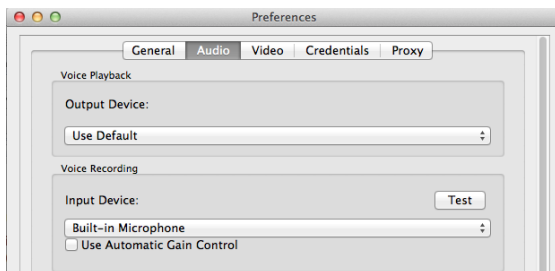 Preferences
General Audio Video Credentials Proxy
Voice Playback
Output Device:
Use Default
Voice Recording
Input Device: Test
Built-in Microphone
Use Automatic Gain Control